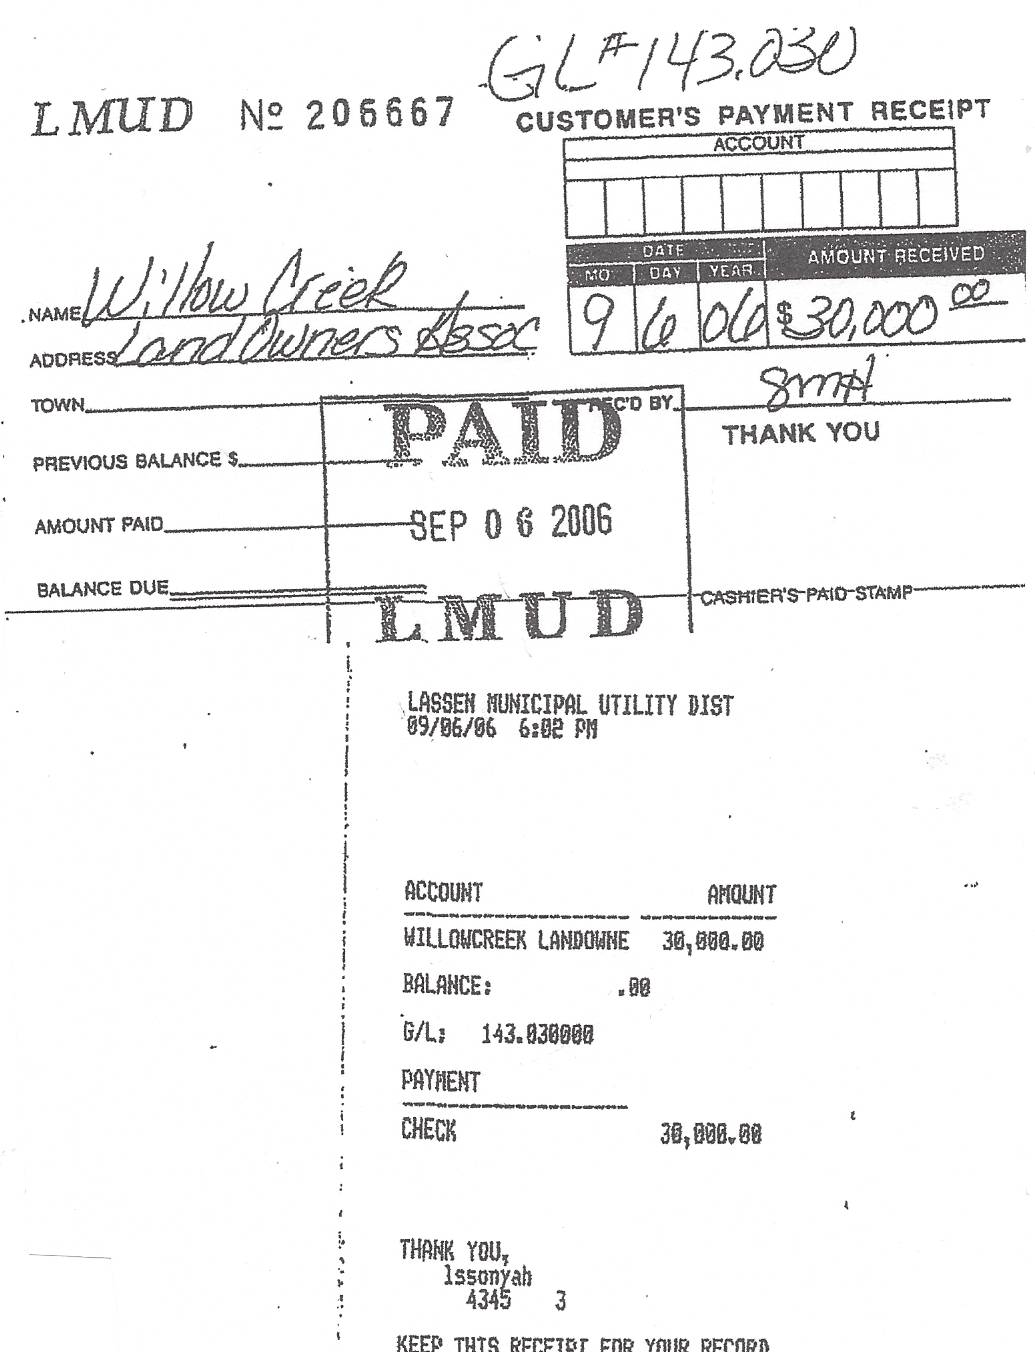 GL# 143.030
LMUD № 206667 CUSTOMER'S PAYMENT RECEIPT
ACCOUNT
DATE AMOUNT RECEIVED
MO DAY YEAR
NAME Willow Creek 9 6 06 $30,000 00
ADDRESS Land Owners Assoc
TOWN REC'D BY
PAID
THANK YOU
PREVIOUS BALANCE $
AMOUNT PAID SEP 06 2006
BALANCE DUE CASHIER'S PAID STAMP
LMUD
LASSEN MUNICIPAL UTILITY DIST
09/06/06 6:02 PM
ACCOUNT AMOUNT
WILLOWCREEK LANDOWNE 30,000.00
BALANCE: .00
G/L: 143.030000
PAYMENT
CHECK 30,000.00
THANK YOU,
lssonyah
4345 3
KEEP THIS RECEIPT FOR YOUR RECORD